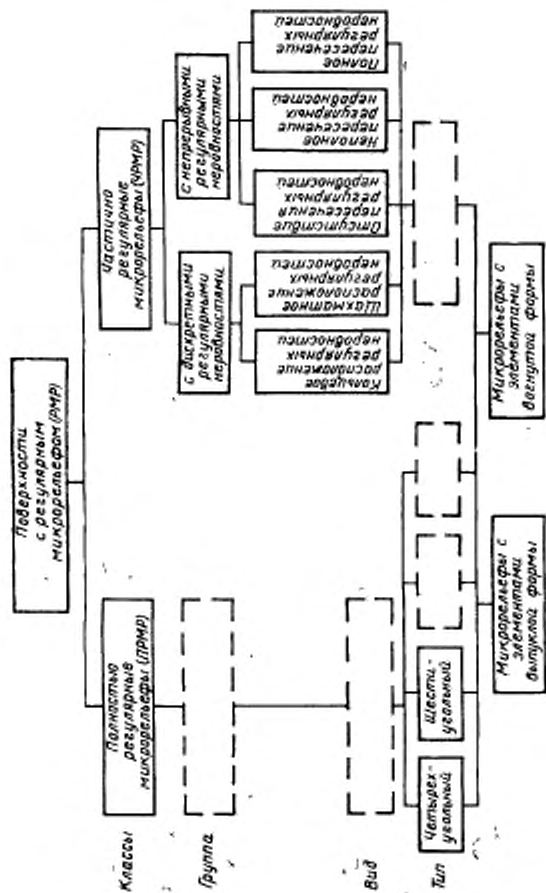 Поверхности
с регулярным
микрорельефом (РМР)
Классы
Полностью
регулярные
микрорельефы (ПРМР)
Частично
регулярные
микрорельефы (ЧРМР)
Группа
С дискретными
регулярными
неровностями
С непрерывными
регулярными
неровностями
Вид
Кольцевое
расположение
регулярных
неровностей
Шахматное
расположение
регулярных
неровностей
Отсутствие
пересечения
регулярных
неровностей
Неполное
пересечение
регулярных
неровностей
Полное
пересечение
регулярных
неровностей
Тип
Четырех-
угальный
Шести-
угальный
Микрорельефы с
элементами
выпуклой формы
Микрорельефы с
элементами
вогнутой формы